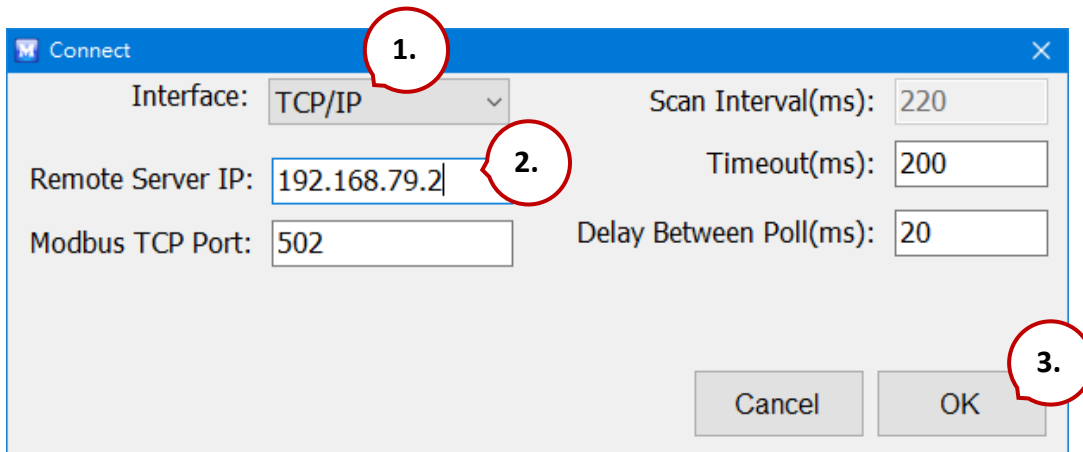 Connect
1.
Interface: TCP/IP
Scan Interval(ms): 220
Remote Server IP: 192.168.79.2
2.
Timeout(ms): 200
Modbus TCP Port: 502
Delay Between Poll(ms): 20
3.
Cancel
OK